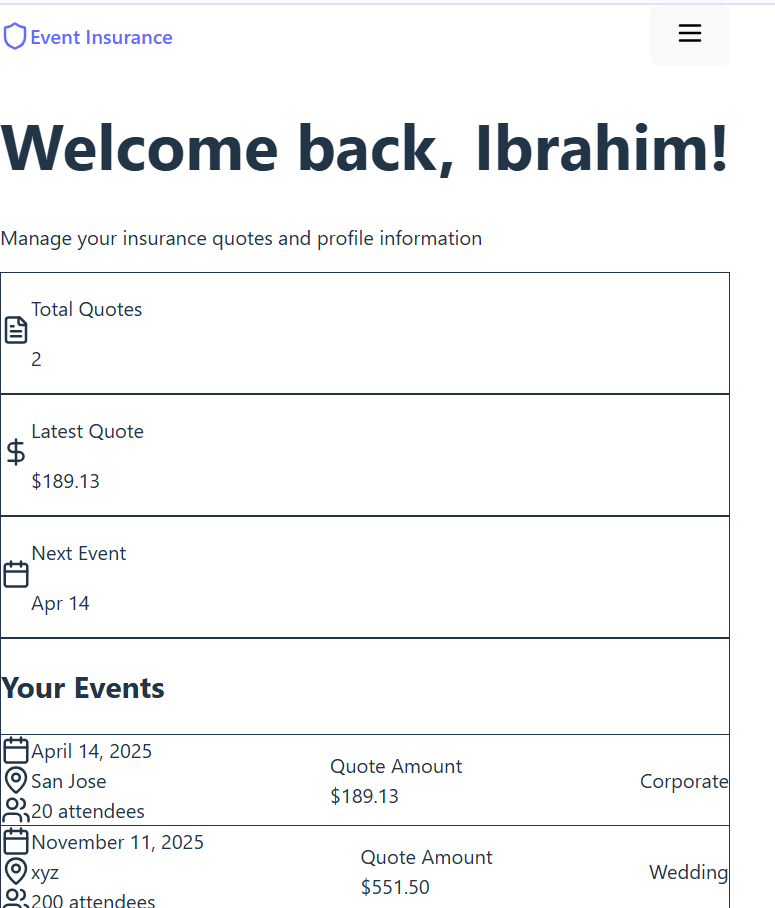 Event Insurance
Welcome back, Ibrahim!
Manage your insurance quotes and profile information
Total Quotes
2
Latest Quote
$189.13
Next Event
Apr 14
Your Events
April 14, 2025
San Jose
20 attendees
Quote Amount
$189.13
Corporate
November 11, 2025
xyz
200 attendees
Quote Amount
$551.50
Wedding